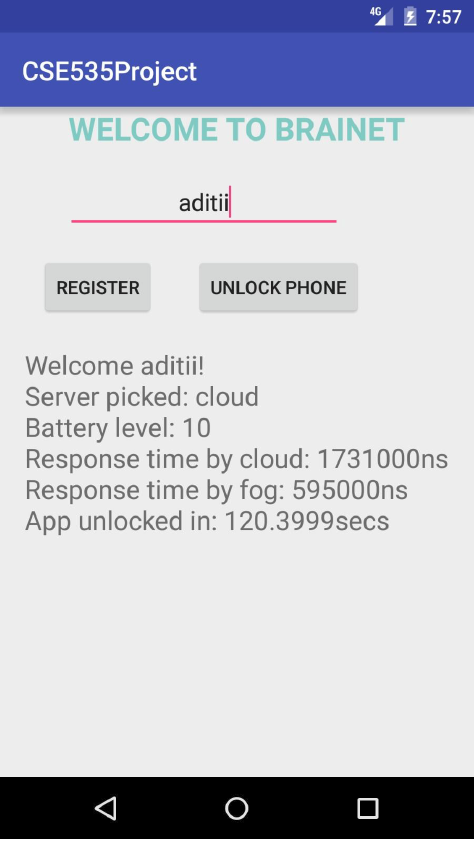 4G 7:57
CSE535Project
WELCOME TO BRAINET
aditii
REGISTER UNLOCK PHONE
Welcome aditii!
Server picked: cloud
Battery level: 10
Response time by cloud: 1731000ns
Response time by fog: 595000ns
App unlocked in: 120.3999secs